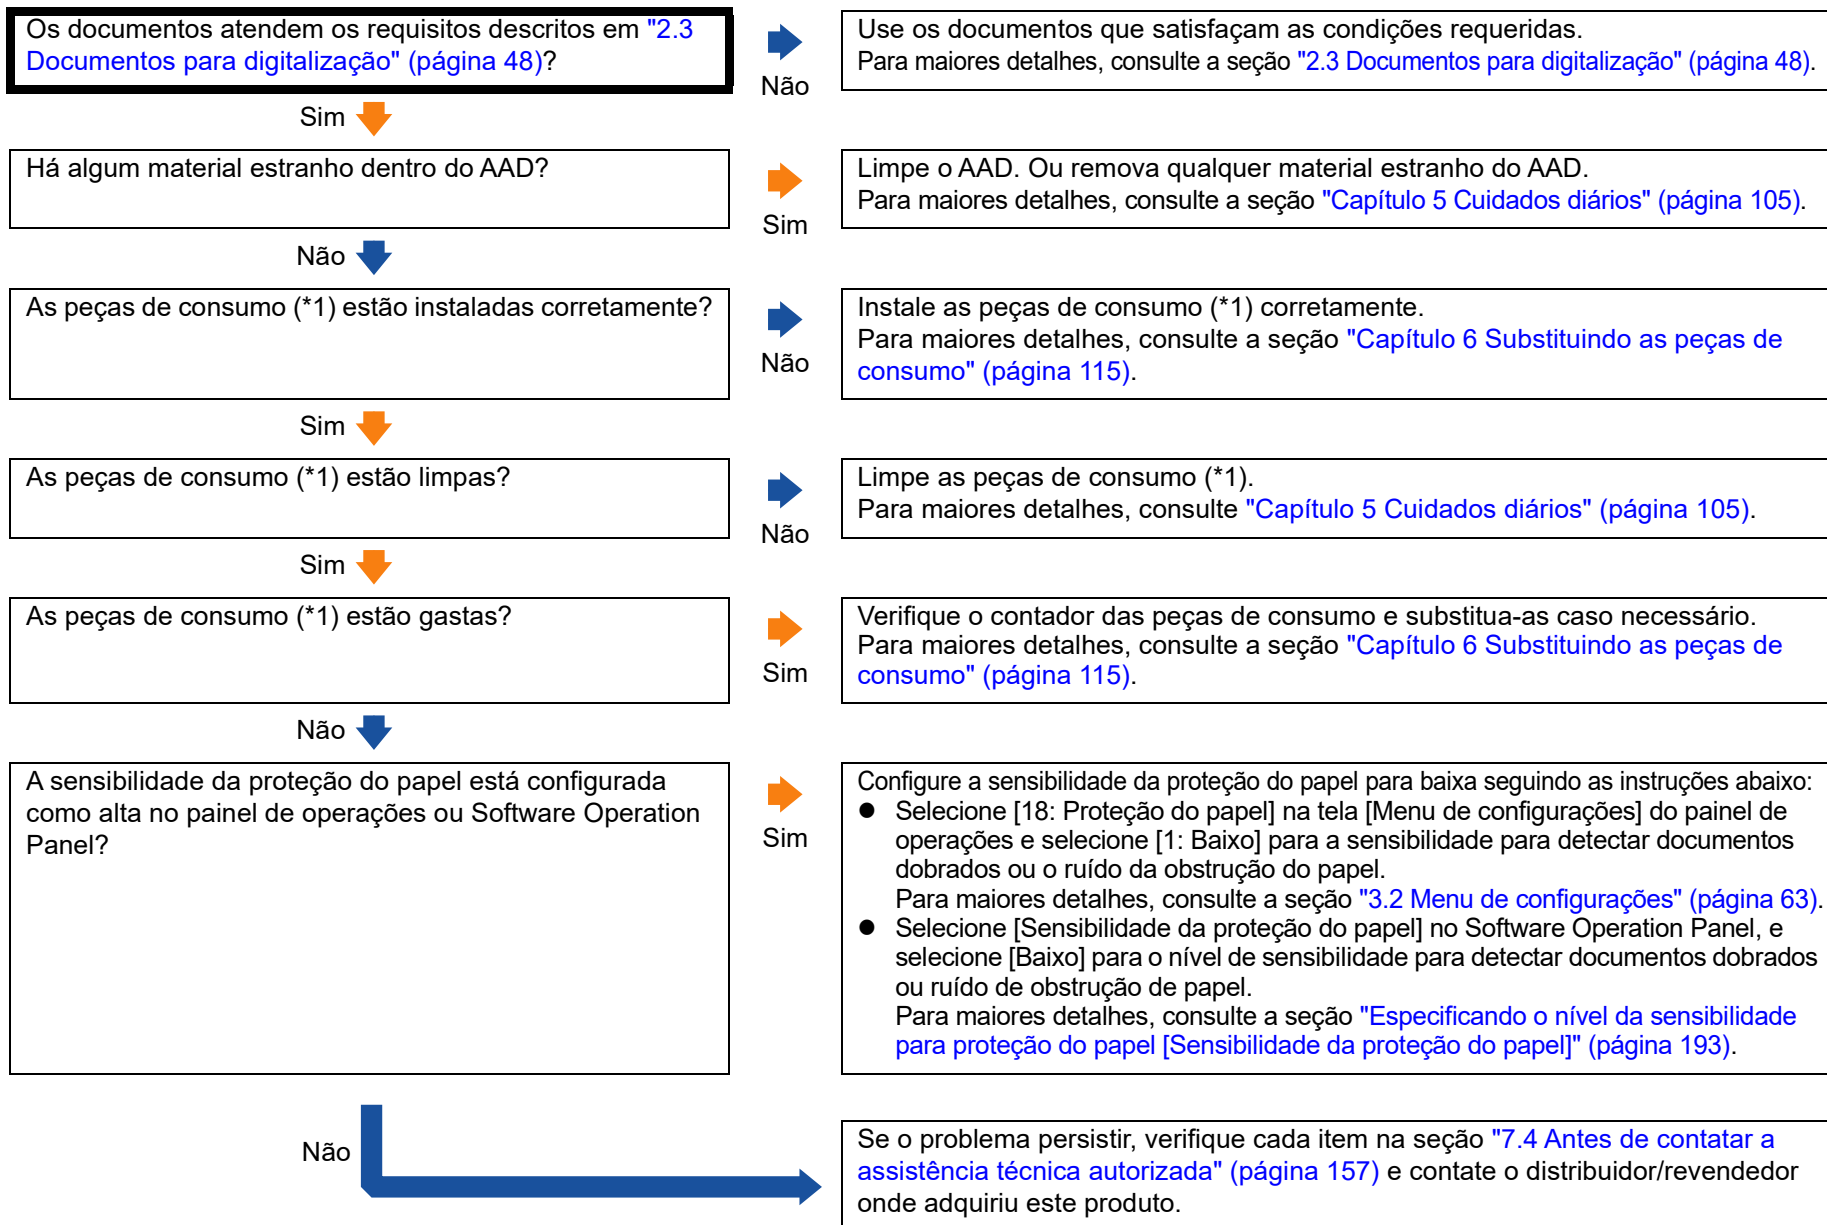 Os documentos atendem os requisitos descritos em "2.3
Documentos para digitalização" (página 48)?
Não
Use os documentos que satisfaçam as condições requeridas.
Para maiores detalhes, consulte a seção "2.3 Documentos para digitalização" (página 48).
Sim
Há algum material estranho dentro do AAD?
Sim
Limpe o AAD. Ou remova qualquer material estranho do AAD.
Para maiores detalhes, consulte a seção "Capítulo 5 Cuidados diários" (página 105).
Não
As peças de consumo (*1) estão instaladas corretamente?
Não
Instale as peças de consumo (*1) corretamente.
Para maiores detalhes, consulte a seção "Capítulo 6 Substituindo as peças de
consumo" (página 115).
Sim
As peças de consumo (*1) estão limpas?
Não
Limpe as peças de consumo (*1).
Para maiores detalhes, consulte "Capítulo 5 Cuidados diários" (página 105).
Sim
As peças de consumo (*1) estão gastas?
Sim
Verifique o contador das peças de consumo e substitua-as caso necessário.
Para maiores detalhes, consulte a seção "Capítulo 6 Substituindo as peças de
consumo" (página 115).
Não
A sensibilidade da proteção do papel está configurada
como alta no painel de operações ou Software Operation
Panel?
Sim
Configure a sensibilidade da proteção do papel para baixa seguindo as instruções abaixo:
● Selecione [18: Proteção do papel] na tela [Menu de configurações] do painel de
operações e selecione [1: Baixo] para a sensibilidade para detectar documentos
dobrados ou o ruído da obstrução do papel.
Para maiores detalhes, consulte a seção "3.2 Menu de configurações" (página 63).
● Selecione [Sensibilidade da proteção do papel] no Software Operation Panel, e
selecione [Baixo] para o nível de sensibilidade para detectar documentos dobrados
ou ruído de obstrução de papel.
Para maiores detalhes, consulte a seção "Especificando o nível da sensibilidade
para proteção do papel [Sensibilidade da proteção do papel]" (página 193).
Não
Se o problema persistir, verifique cada item na seção "7.4 Antes de contatar a
assistência técnica autorizada" (página 157) e contate o distribuidor/revendedor
onde adquiriu este produto.